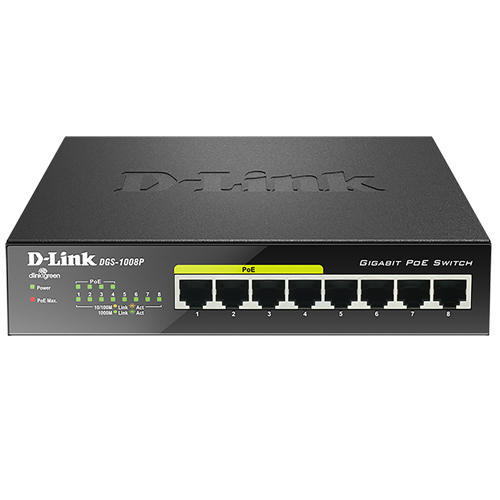 D-Link
D-Link DGS-1008P
dlinkgreen
Power
PoE
PoE Max.
1 2 3 4 5 6 7 8
10/100M Link Act
1000M Link Act
PoE
1 2 3 4 5 6 7 8
Gigabit PoE Switch